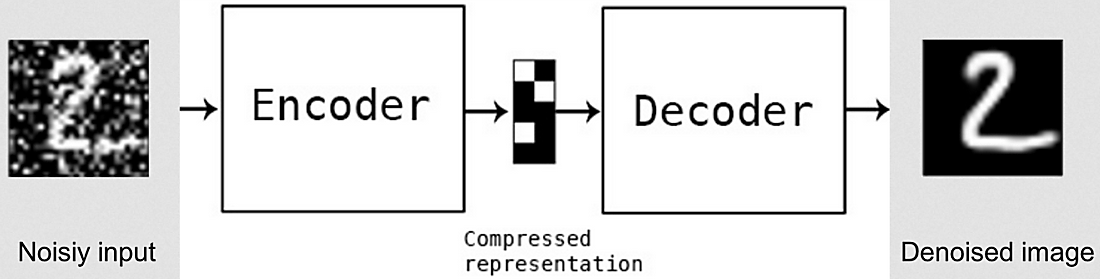 Encoder
Decoder
Noisiy input
Compressed
representation
Denoised image